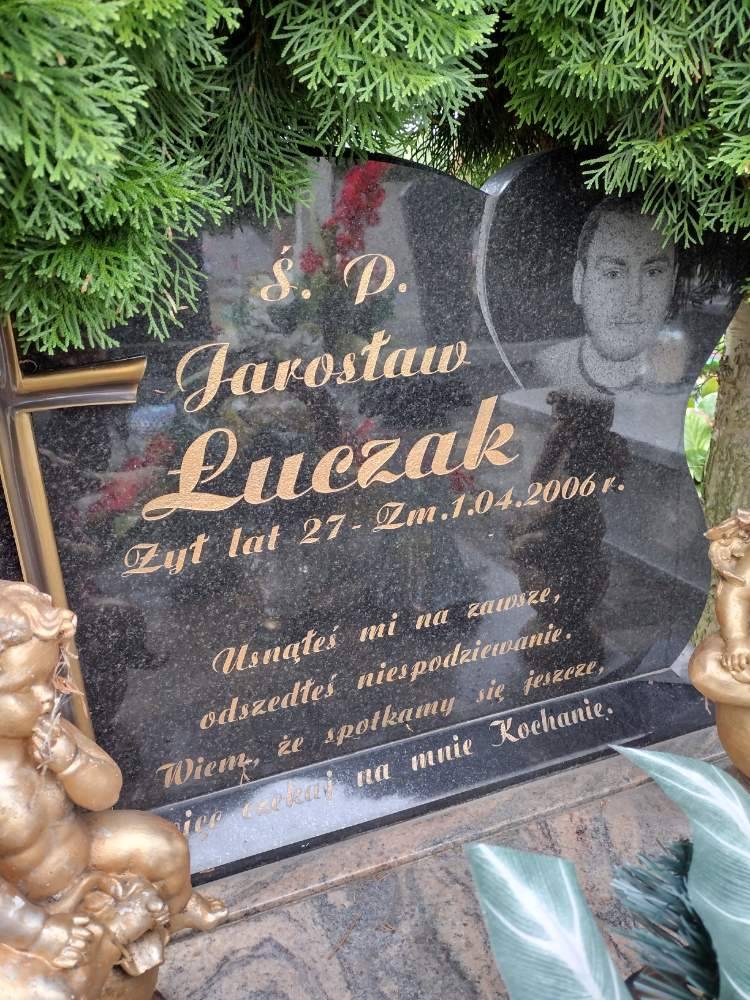 Ś. P.
Jarosław
Łuczak
Żył lat 27 - Zm. 1.04.2006 r.
Usnąłeś mi na zawsze,
odszedłeś niespodziewanie.
Wiem, że spotkamy się jeszcze,
więc czekaj na mnie Kochanie.